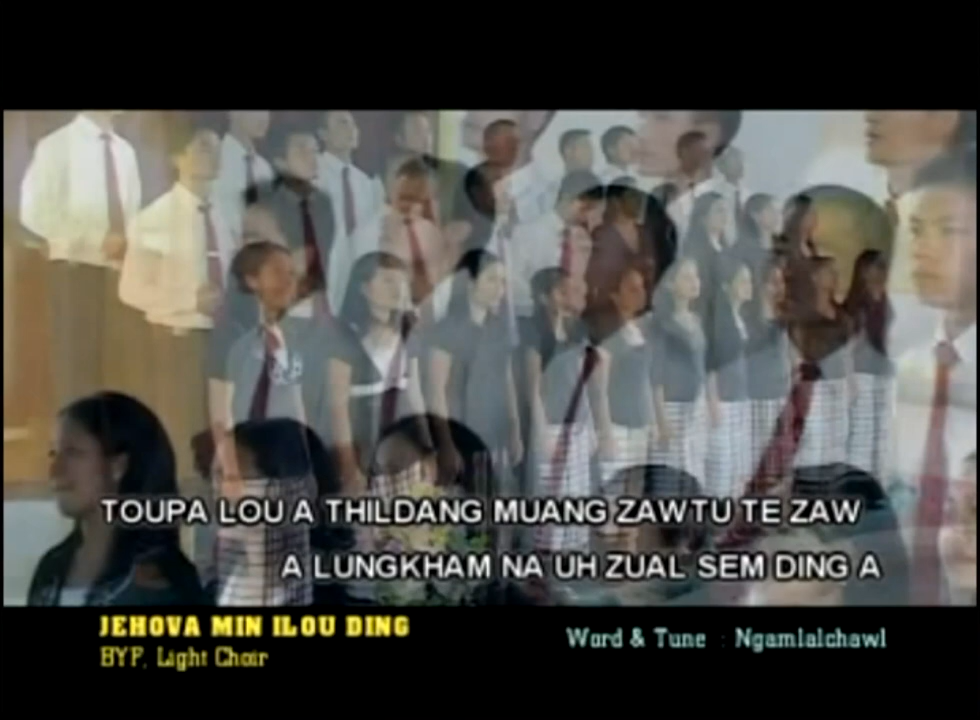 TOUPA LOU A THILDANG MUANG ZAWTU TE ZAW
A LUNGKHAM NA UH ZUAL SEM DING A
JEHOVA MIN ILOU DING
BYF, Light Choir
Word & Tune : Ngamlalchawl